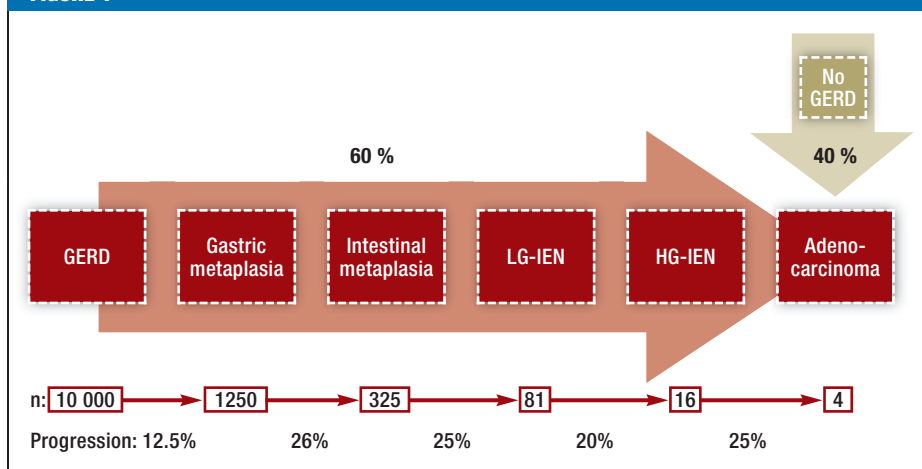 No
GERD
60 %
40 %
GERD
Gastric
metaplasia
Intestinal
metaplasia
LG-IEN
HG-IEN
Adeno-
carcinoma
n: 10 000 1250 325 81 16 4
Progression: 12.5% 26% 25% 20% 25%